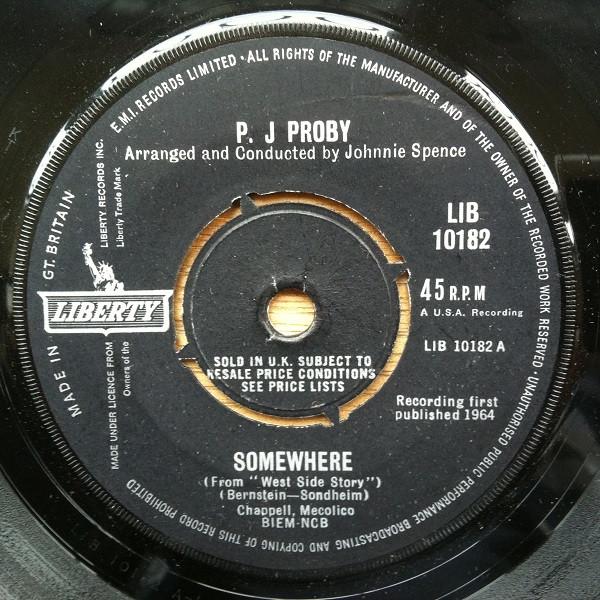 E.M.I. RECORDS LIMITED · ALL RIGHTS OF THE MANUFACTURER AND OF THE OWNER OF THE RECORDED WORK RESERVED · UNAUTHORISED PUBLIC PERFORMANCE BROADCASTING AND COPYING OF THIS RECORD PROHIBITED
MADE IN GT. BRITAIN
P. J PROBY
Arranged and Conducted by Johnnie Spence
LIBERTY RECORDS INC.
Liberty Trade Mark
LIBERTY
MADE UNDER LICENCE FROM
Owners of the
LIB
10182
45 R.P.M
A U.S.A. Recording
LIB 10182 A
SOLD IN U.K. SUBJECT TO
RESALE PRICE CONDITIONS
SEE PRICE LISTS
Recording first
published 1964
SOMEWHERE
(From "West Side Story")
(Bernstein—Sondheim)
Chappell, Mecolico
BIEM-NCB